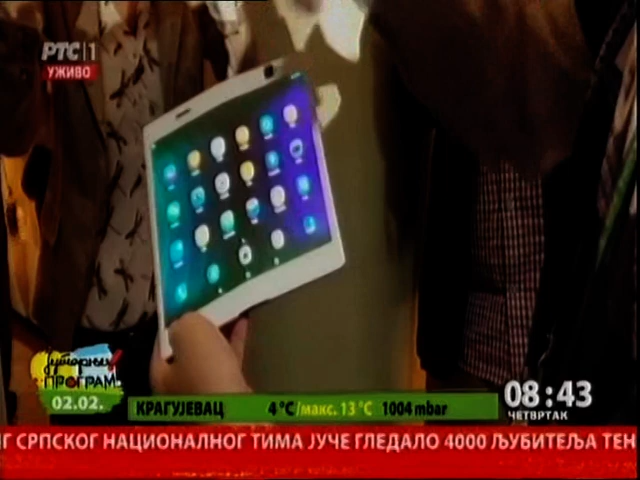 РТС|1
УЖИВО
Јутарњи
ПРОГРАМ
02.02.
КРАГУЈЕВАЦ 4 °C/макс. 13 °C 1004 mbar
08:43
ЧЕТВРТАК
НГ СРПСКОГ НАЦИОНАЛНОГ ТИМА ЈУЧЕ ГЛЕДАЛО 4000 ЉУБИТЕЉА ТЕН